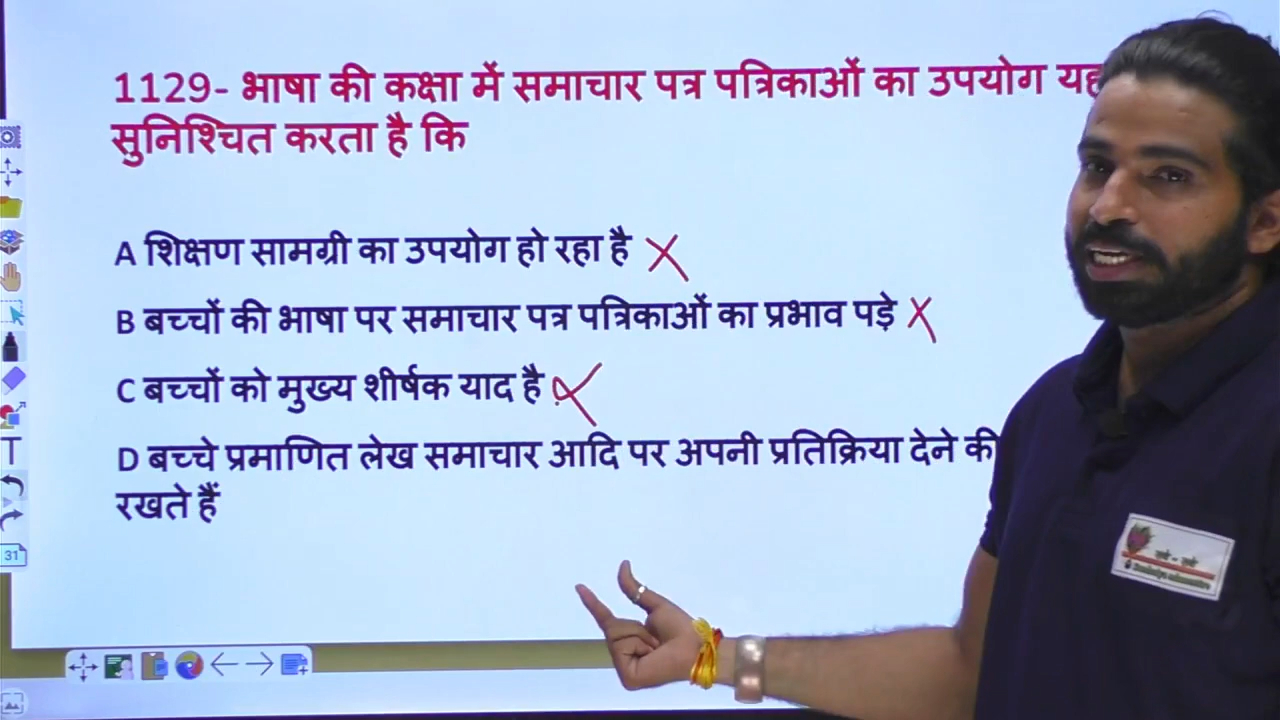 1129- भाषा की कक्षा में समाचार पत्र पत्रिकाओं का उपयोग यह
सुनिश्चित करता है कि
A शिक्षण सामग्री का उपयोग हो रहा है
B बच्चों की भाषा पर समाचार पत्र पत्रिकाओं का प्रभाव पड़े
C बच्चों को मुख्य शीर्षक याद है
D बच्चे प्रमाणित लेख समाचार आदि पर अपनी प्रतिक्रिया देने की
रखते हैं
T
31